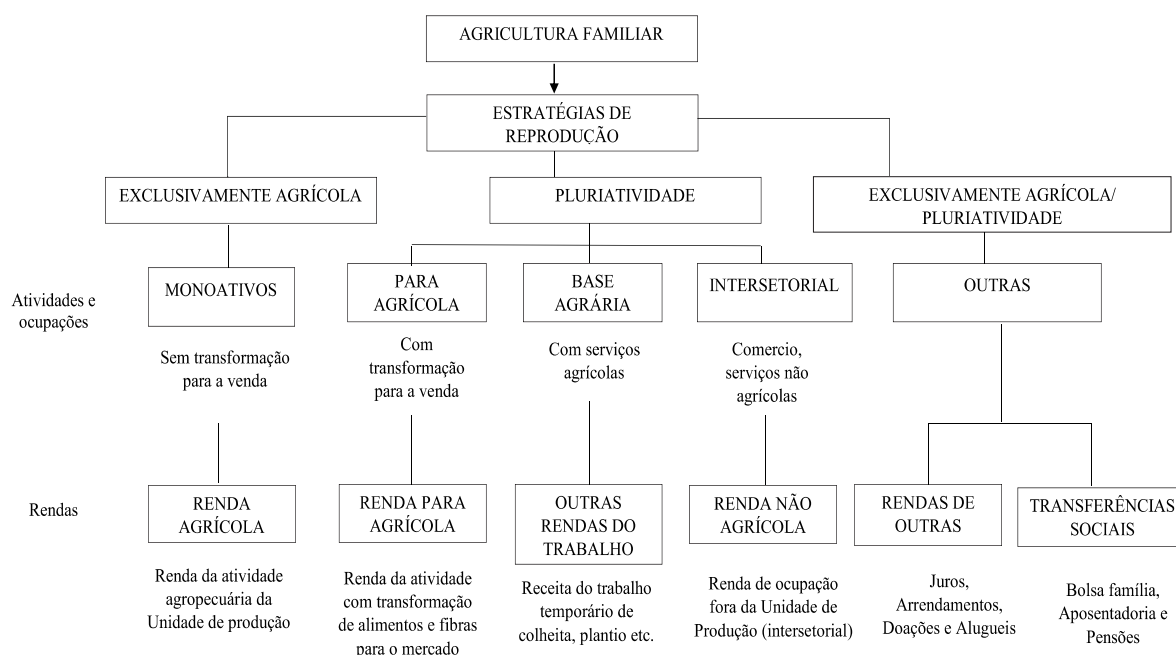 AGRICULTURA FAMILIAR
ESTRATÉGIAS DE
REPRODUÇÃO
EXCLUSIVAMENTE AGRÍCOLA
PLURIATIVIDADE
EXCLUSIVAMENTE AGRÍCOLA/
PLURIATIVIDADE
Atividades e
ocupações
MONOATIVOS
PARA
AGRÍCOLA
BASE
AGRÁRIA
INTERSETORIAL
OUTRAS
Sem transformação
para a venda
Com
transformação
para a venda
Com serviços
agrícolas
Comercio,
serviços não
agrícolas
Rendas
RENDA
AGRÍCOLA
RENDA PARA
AGRÍCOLA
OUTRAS
RENDAS DO
TRABALHO
RENDA NÃO
AGRÍCOLA
RENDAS DE
OUTRAS
TRANSFERÊNCIAS
SOCIAIS
Renda da atividade
agropecuária da
Unidade de produção
Renda da atividade
com transformação
de alimentos e fibras
para o mercado
Receita do trabalho
temporário de
colheita, plantio etc.
Renda de ocupação
fora da Unidade de
Produção (intersetorial)
Juros,
Arrendamentos,
Doações e Alugueis
Bolsa família,
Aposentadoria e
Pensões